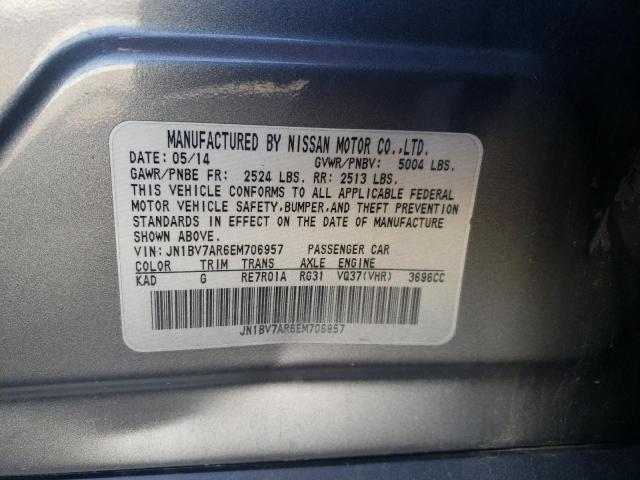 MANUFACTURED BY NISSAN MOTOR CO.,LTD.
DATE: 05/14 GVWR/PNBV: 5004 LBS.
GAWR/PNBE FR: 2524 LBS. RR: 2513 LBS.
THIS VEHICLE CONFORMS TO ALL APPLICABLE FEDERAL
MOTOR VEHICLE SAFETY,BUMPER,AND THEFT PREVENTION
STANDARDS IN EFFECT ON THE DATE OF MANUFACTURE
SHOWN ABOVE.
VIN: JN1BV7AR6EM706957 PASSENGER CAR
COLOR TRIM TRANS AXLE ENGINE
KAD G RE7R01A RG31 VQ37(VHR) 3696CC
JN1BV7AR6EM706957